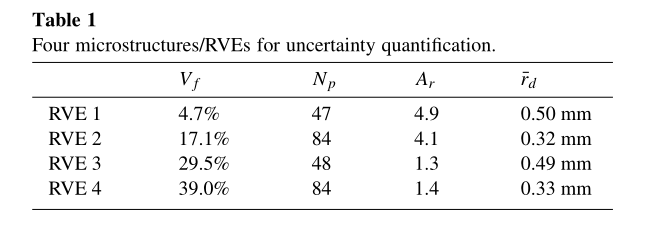 Table 1
Four microstructures/RVEs for uncertainty quantification.
V_f N_p A_r r̄_d
RVE 1 4.7% 47 4.9 0.50 mm
RVE 2 17.1% 84 4.1 0.32 mm
RVE 3 29.5% 48 1.3 0.49 mm
RVE 4 39.0% 84 1.4 0.33 mm